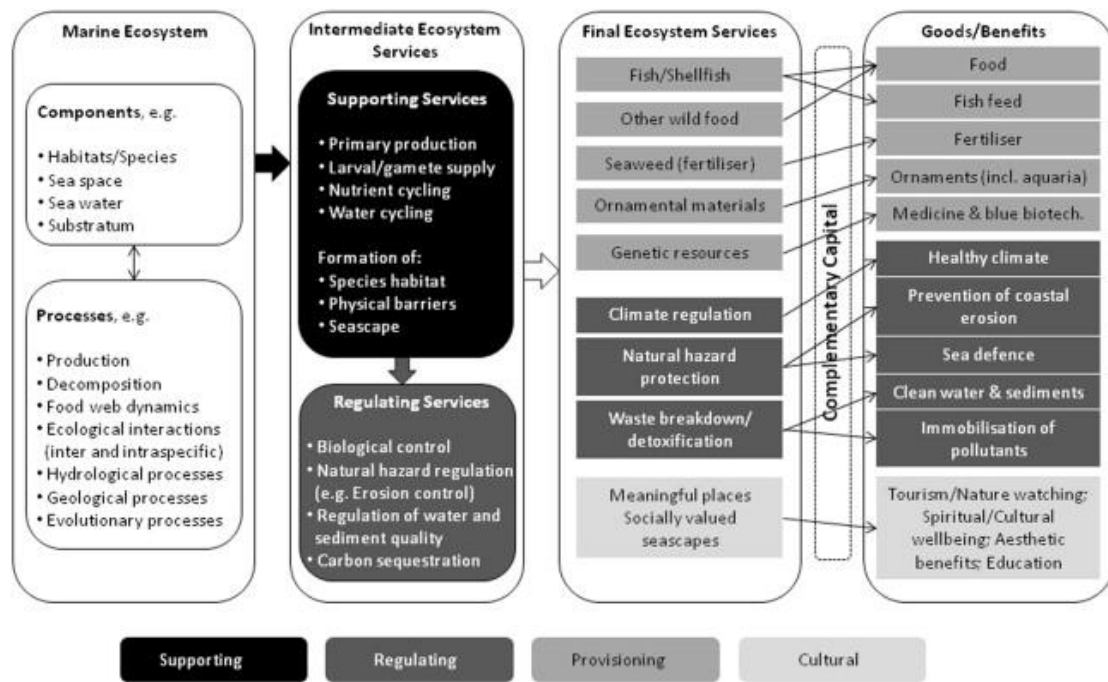 Marine Ecosystem
Components, e.g.
• Habitats/Species
• Sea space
• Sea water
• Substratum
Processes, e.g.
• Production
• Decomposition
• Food web dynamics
• Ecological interactions
(inter and intraspecific)
• Hydrological processes
• Geological processes
• Evolutionary processes
Intermediate Ecosystem
Services
Supporting Services
• Primary production
• Larval/gamete supply
• Nutrient cycling
• Water cycling
Formation of:
• Species habitat
• Physical barriers
• Seascape
Regulating Services
• Biological control
• Natural hazard regulation
(e.g. Erosion control)
• Regulation of water and
sediment quality
• Carbon sequestration
Final Ecosystem Services
Fish/Shellfish
Other wild food
Seaweed (fertiliser)
Ornamental materials
Genetic resources
Climate regulation
Natural hazard
protection
Waste breakdown/
detoxification
Meaningful places
Socially valued
seascapes
Complementary Capital
Goods/Benefits
Food
Fish feed
Fertiliser
Ornaments (incl. aquaria)
Medicine & blue biotech.
Healthy climate
Prevention of coastal
erosion
Sea defence
Clean water & sediments
Immobilisation of
pollutants
Tourism/Nature watching;
Spiritual/Cultural
wellbeing; Aesthetic
benefits; Education
Supporting
Regulating
Provisioning
Cultural